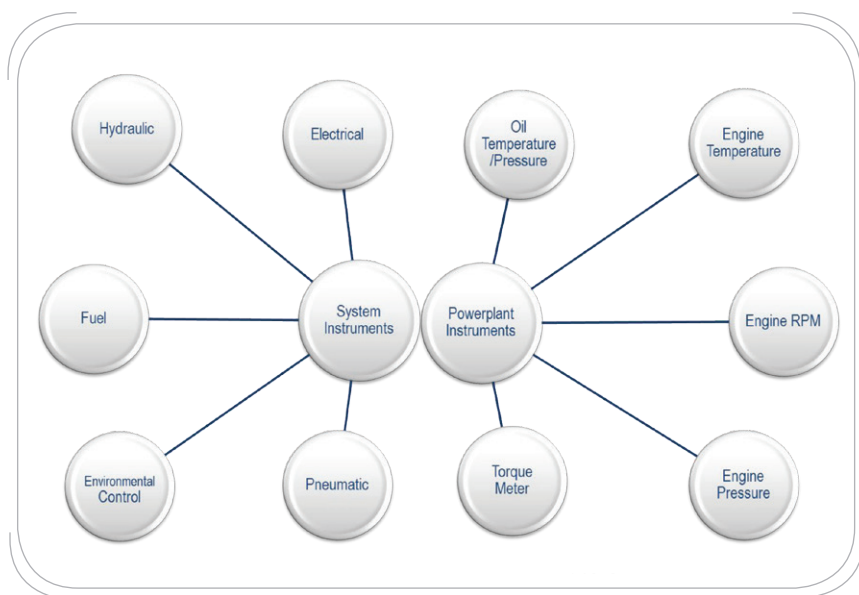 Hydraulic
Electrical
Oil
Temperature
/Pressure
Engine
Temperature
Fuel
System
Instruments
Powerplant
Instruments
Engine RPM
Environmental
Control
Pneumatic
Torque
Meter
Engine
Pressure